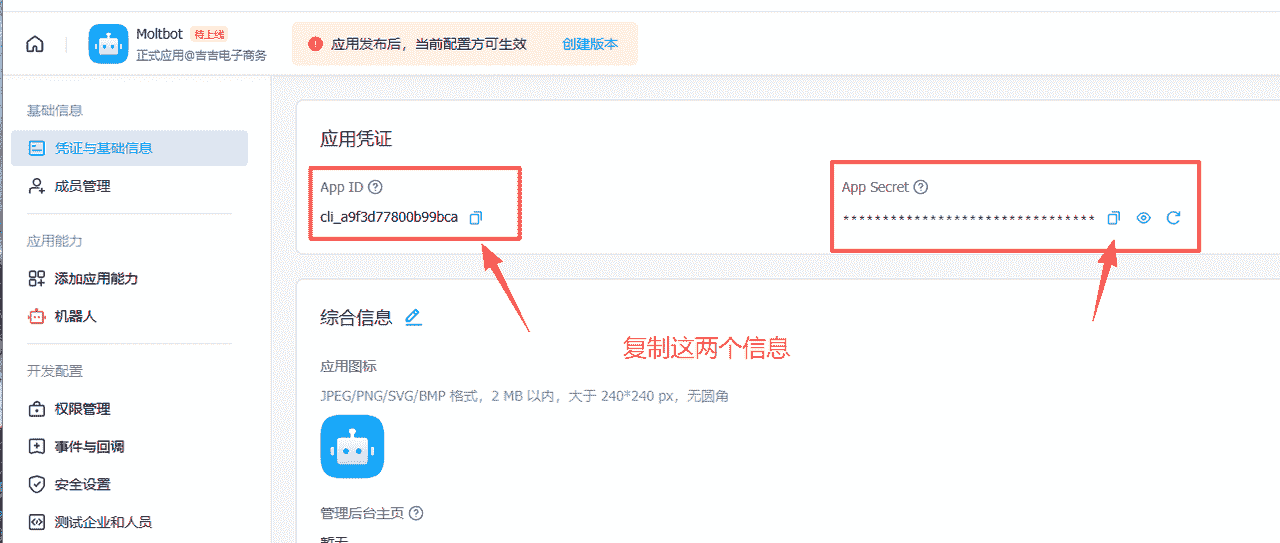 Moltbot 待上线
正式应用@吉吉电子商务
应用发布后，当前配置方可生效 创建版本
基础信息
凭证与基础信息
成员管理
应用能力
添加应用能力
机器人
开发配置
权限管理
事件与回调
安全设置
测试企业和人员
应用凭证
App ID
cli_a9f3d77800b99bca
App Secret
********************************
复制这两个信息
综合信息
应用图标
JPEG/PNG/SVG/BMP 格式，2 MB 以内，大于 240*240 px，无圆角
管理后台主页
暂无